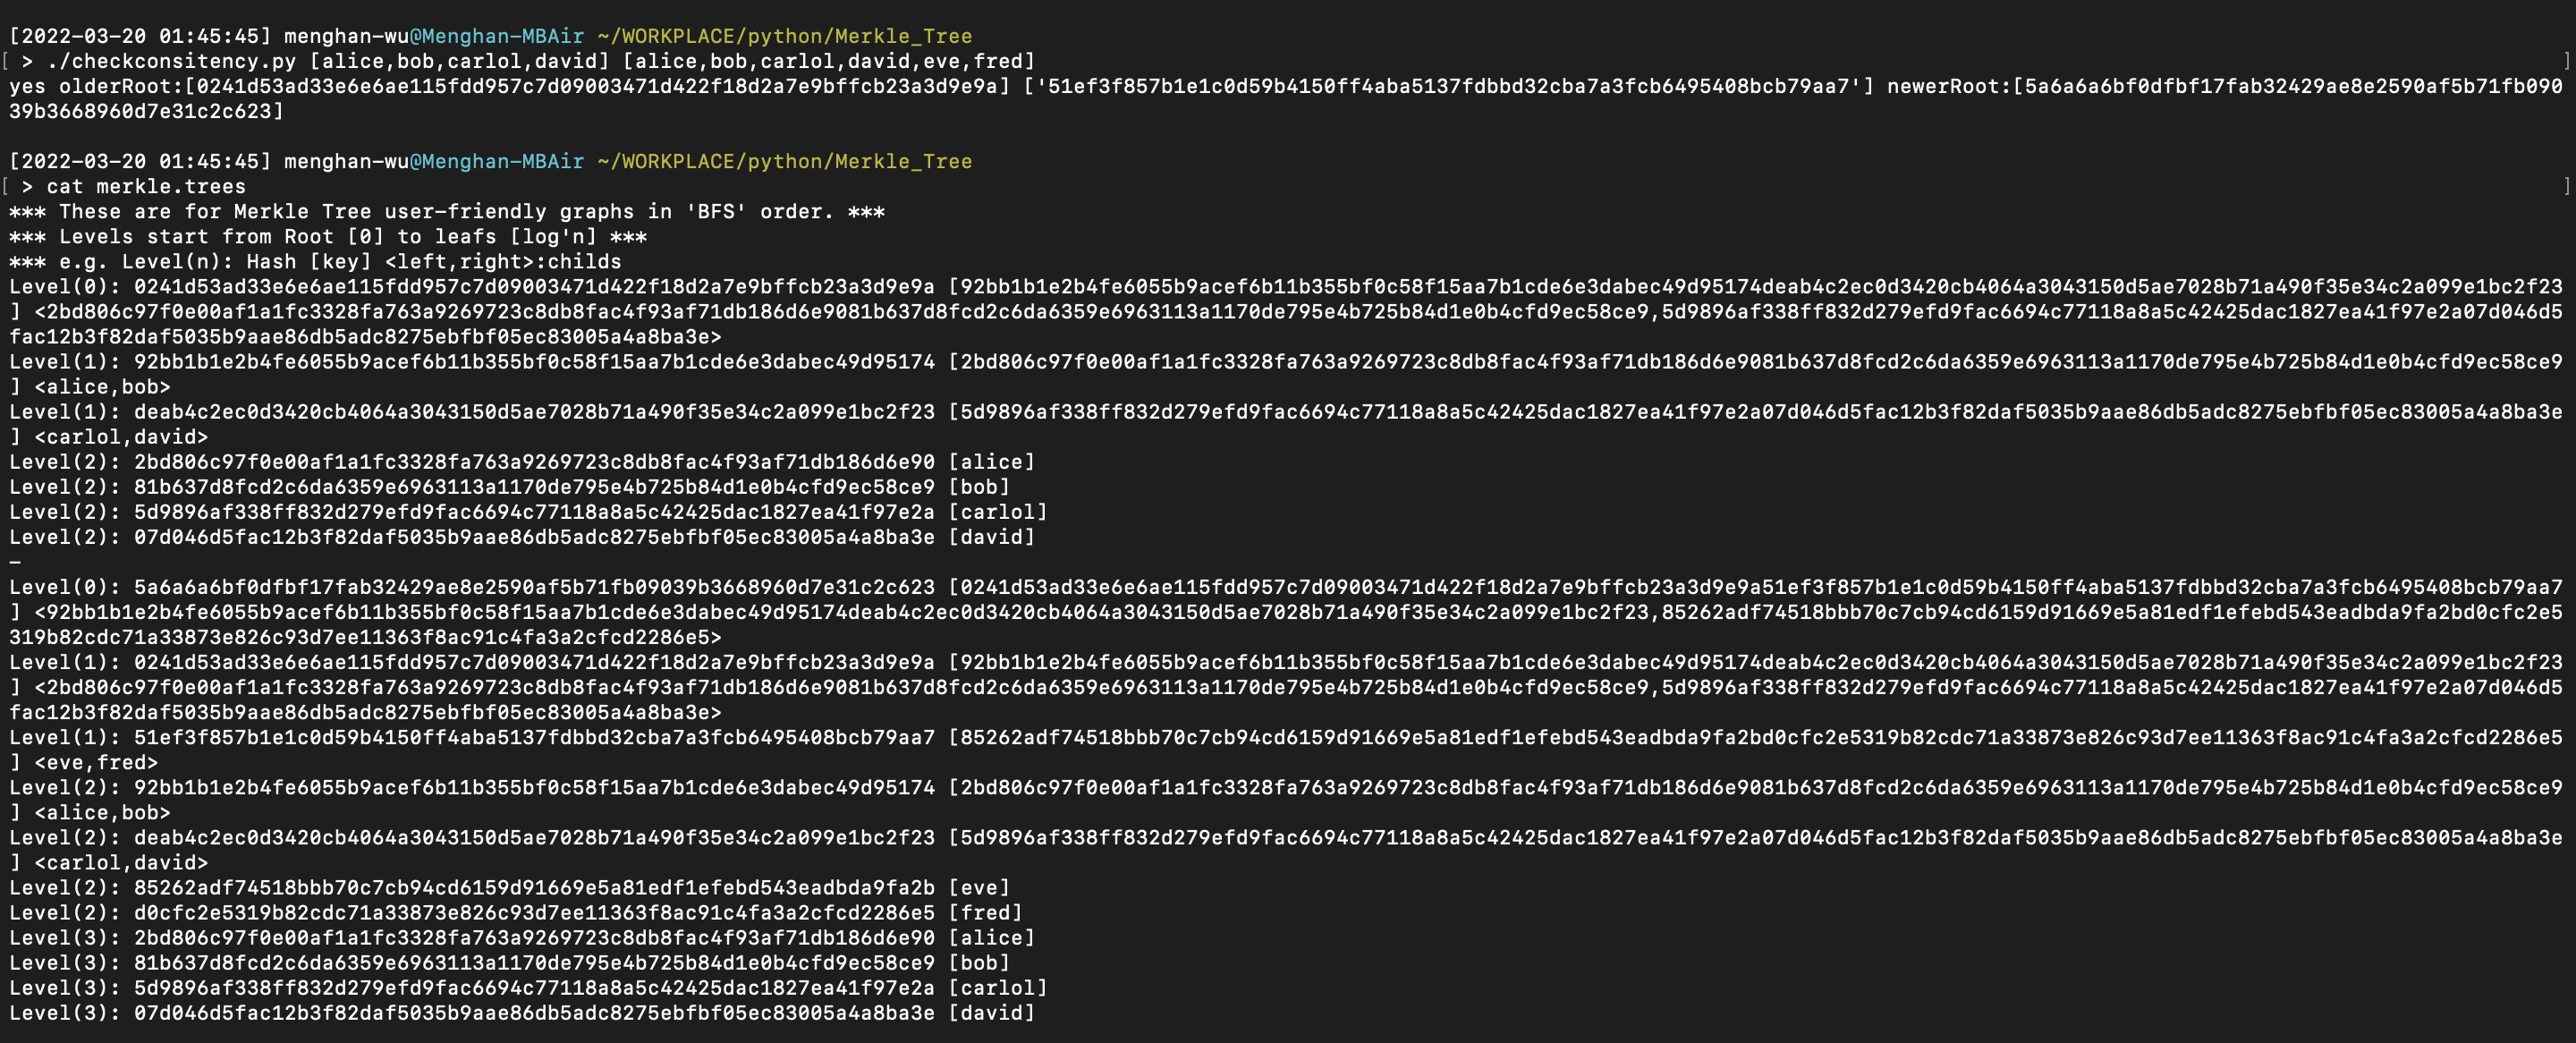 [2022-03-20 01:45:45] menghan-wu@Menghan-MBAir ~/WORKPLACE/python/Merkle_Tree
[ > ./checkconsitency.py [alice,bob,carlol,david] [alice,bob,carlol,david,eve,fred] ]
yes olderRoot:[0241d53ad33e6e6ae115fdd957c7d09003471d422f18d2a7e9bffcb23a3d9e9a] ['51ef3f857b1e1c0d59b4150ff4aba5137fdbbd32cba7a3fcb6495408bcb79aa7'] newerRoot:[5a6a6a6bf0dfbf17fab32429ae8e2590af5b71fb090
39b3668960d7e31c2c623]
[2022-03-20 01:45:45] menghan-wu@Menghan-MBAir ~/WORKPLACE/python/Merkle_Tree
[ > cat merkle.trees ]
*** These are for Merkle Tree user-friendly graphs in 'BFS' order. ***
*** Levels start from Root [0] to leafs [log'n] ***
*** e.g. Level(n): Hash [key] <left,right>:childs
Level(0): 0241d53ad33e6e6ae115fdd957c7d09003471d422f18d2a7e9bffcb23a3d9e9a [92bb1b1e2b4fe6055b9acef6b11b355bf0c58f15aa7b1cde6e3dabec49d95174deab4c2ec0d3420cb4064a3043150d5ae7028b71a490f35e34c2a099e1bc2f23
] <2bd806c97f0e00af1a1fc3328fa763a9269723c8db8fac4f93af71db186d6e9081b637d8fcd2c6da6359e6963113a1170de795e4b725b84d1e0b4cfd9ec58ce9,5d9896af338ff832d279efd9fac6694c77118a8a5c42425dac1827ea41f97e2a07d046d5
fac12b3f82daf5035b9aae86db5adc8275ebfbf05ec83005a4a8ba3e>
Level(1): 92bb1b1e2b4fe6055b9acef6b11b355bf0c58f15aa7b1cde6e3dabec49d95174 [2bd806c97f0e00af1a1fc3328fa763a9269723c8db8fac4f93af71db186d6e9081b637d8fcd2c6da6359e6963113a1170de795e4b725b84d1e0b4cfd9ec58ce9
] <alice,bob>
Level(1): deab4c2ec0d3420cb4064a3043150d5ae7028b71a490f35e34c2a099e1bc2f23 [5d9896af338ff832d279efd9fac6694c77118a8a5c42425dac1827ea41f97e2a07d046d5fac12b3f82daf5035b9aae86db5adc8275ebfbf05ec83005a4a8ba3e
] <carlol,david>
Level(2): 2bd806c97f0e00af1a1fc3328fa763a9269723c8db8fac4f93af71db186d6e90 [alice]
Level(2): 81b637d8fcd2c6da6359e6963113a1170de795e4b725b84d1e0b4cfd9ec58ce9 [bob]
Level(2): 5d9896af338ff832d279efd9fac6694c77118a8a5c42425dac1827ea41f97e2a [carlol]
Level(2): 07d046d5fac12b3f82daf5035b9aae86db5adc8275ebfbf05ec83005a4a8ba3e [david]
-
Level(0): 5a6a6a6bf0dfbf17fab32429ae8e2590af5b71fb09039b3668960d7e31c2c623 [0241d53ad33e6e6ae115fdd957c7d09003471d422f18d2a7e9bffcb23a3d9e9a51ef3f857b1e1c0d59b4150ff4aba5137fdbbd32cba7a3fcb6495408bcb79aa7
] <92bb1b1e2b4fe6055b9acef6b11b355bf0c58f15aa7b1cde6e3dabec49d95174deab4c2ec0d3420cb4064a3043150d5ae7028b71a490f35e34c2a099e1bc2f23,85262adf74518bbb70c7cb94cd6159d91669e5a81edf1efebd543eadbda9fa2bd0cfc2e5
319b82cdc71a33873e826c93d7ee11363f8ac91c4fa3a2cfcd2286e5>
Level(1): 0241d53ad33e6e6ae115fdd957c7d09003471d422f18d2a7e9bffcb23a3d9e9a [92bb1b1e2b4fe6055b9acef6b11b355bf0c58f15aa7b1cde6e3dabec49d95174deab4c2ec0d3420cb4064a3043150d5ae7028b71a490f35e34c2a099e1bc2f23
] <2bd806c97f0e00af1a1fc3328fa763a9269723c8db8fac4f93af71db186d6e9081b637d8fcd2c6da6359e6963113a1170de795e4b725b84d1e0b4cfd9ec58ce9,5d9896af338ff832d279efd9fac6694c77118a8a5c42425dac1827ea41f97e2a07d046d5
fac12b3f82daf5035b9aae86db5adc8275ebfbf05ec83005a4a8ba3e>
Level(1): 51ef3f857b1e1c0d59b4150ff4aba5137fdbbd32cba7a3fcb6495408bcb79aa7 [85262adf74518bbb70c7cb94cd6159d91669e5a81edf1efebd543eadbda9fa2bd0cfc2e5319b82cdc71a33873e826c93d7ee11363f8ac91c4fa3a2cfcd2286e5
] <eve,fred>
Level(2): 92bb1b1e2b4fe6055b9acef6b11b355bf0c58f15aa7b1cde6e3dabec49d95174 [2bd806c97f0e00af1a1fc3328fa763a9269723c8db8fac4f93af71db186d6e9081b637d8fcd2c6da6359e6963113a1170de795e4b725b84d1e0b4cfd9ec58ce9
] <alice,bob>
Level(2): deab4c2ec0d3420cb4064a3043150d5ae7028b71a490f35e34c2a099e1bc2f23 [5d9896af338ff832d279efd9fac6694c77118a8a5c42425dac1827ea41f97e2a07d046d5fac12b3f82daf5035b9aae86db5adc8275ebfbf05ec83005a4a8ba3e
] <carlol,david>
Level(2): 85262adf74518bbb70c7cb94cd6159d91669e5a81edf1efebd543eadbda9fa2b [eve]
Level(2): d0cfc2e5319b82cdc71a33873e826c93d7ee11363f8ac91c4fa3a2cfcd2286e5 [fred]
Level(3): 2bd806c97f0e00af1a1fc3328fa763a9269723c8db8fac4f93af71db186d6e90 [alice]
Level(3): 81b637d8fcd2c6da6359e6963113a1170de795e4b725b84d1e0b4cfd9ec58ce9 [bob]
Level(3): 5d9896af338ff832d279efd9fac6694c77118a8a5c42425dac1827ea41f97e2a [carlol]
Level(3): 07d046d5fac12b3f82daf5035b9aae86db5adc8275ebfbf05ec83005a4a8ba3e [david]